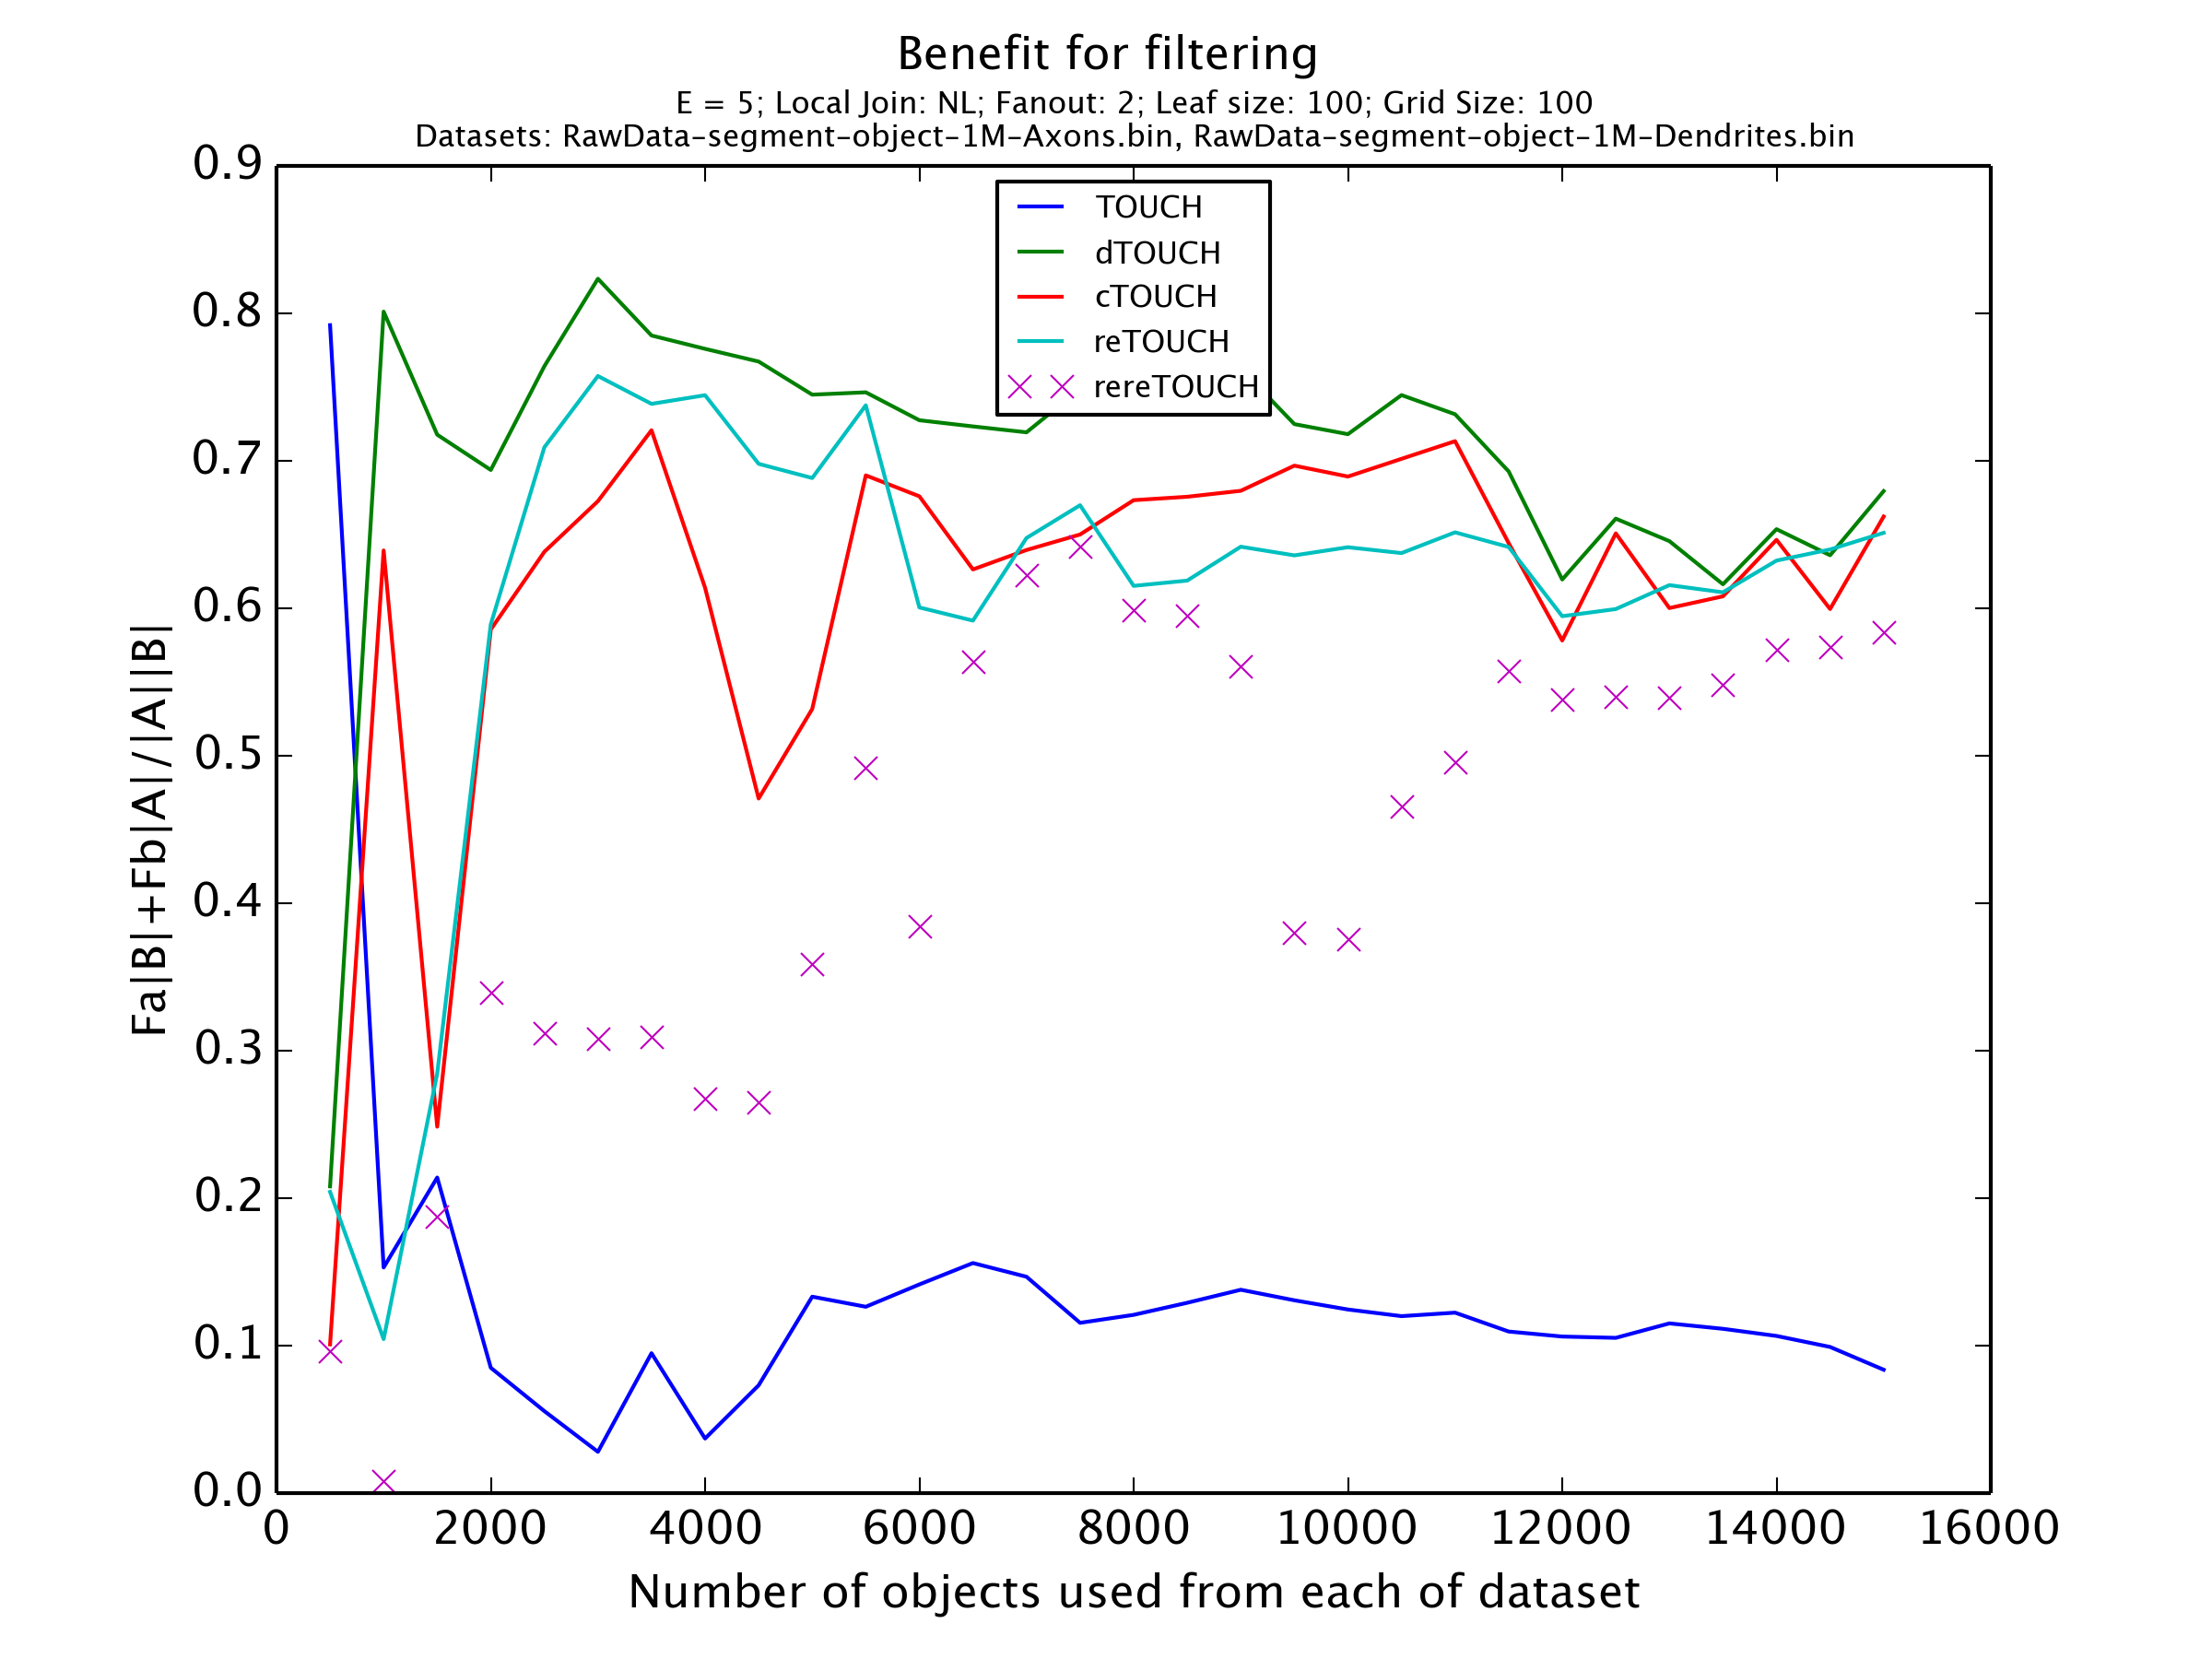 Benefit for filtering
E = 5; Local Join: NL; Fanout: 2; Leaf size: 100; Grid Size: 100
Datasets: RawData-segment-object-1M-Axons.bin, RawData-segment-object-1M-Dendrites.bin
0.9
0.8
0.7
0.6
0.5
0.4
0.3
0.2
0.1
0.0
Fa|B|+Fb|A|/|A||B|
TOUCH
dTOUCH
cTOUCH
reTOUCH
rereTOUCH
0 2000 4000 6000 8000 10000 12000 14000 16000
Number of objects used from each of dataset